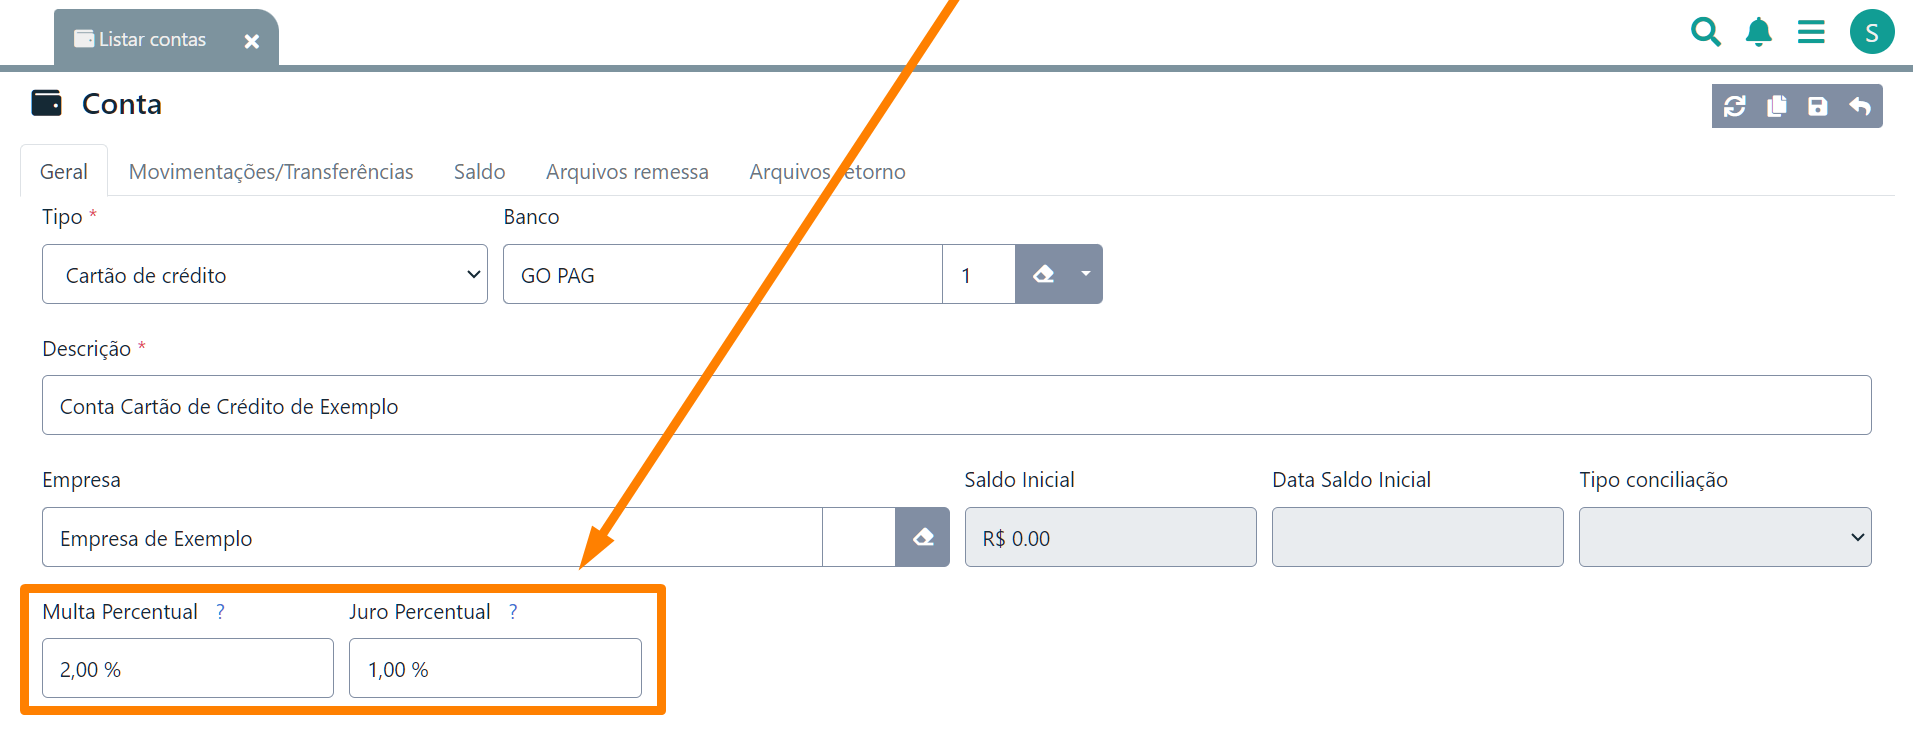 Listar contas
S
Conta
Geral Movimentações/Transferências Saldo Arquivos remessa Arquivos retorno
Tipo * Banco
Cartão de crédito GO PAG 1
Descrição *
Conta Cartão de Crédito de Exemplo
Empresa Saldo Inicial Data Saldo Inicial Tipo conciliação
Empresa de Exemplo R$ 0.00
Multa Percentual ? Juro Percentual ?
2,00 % 1,00 %